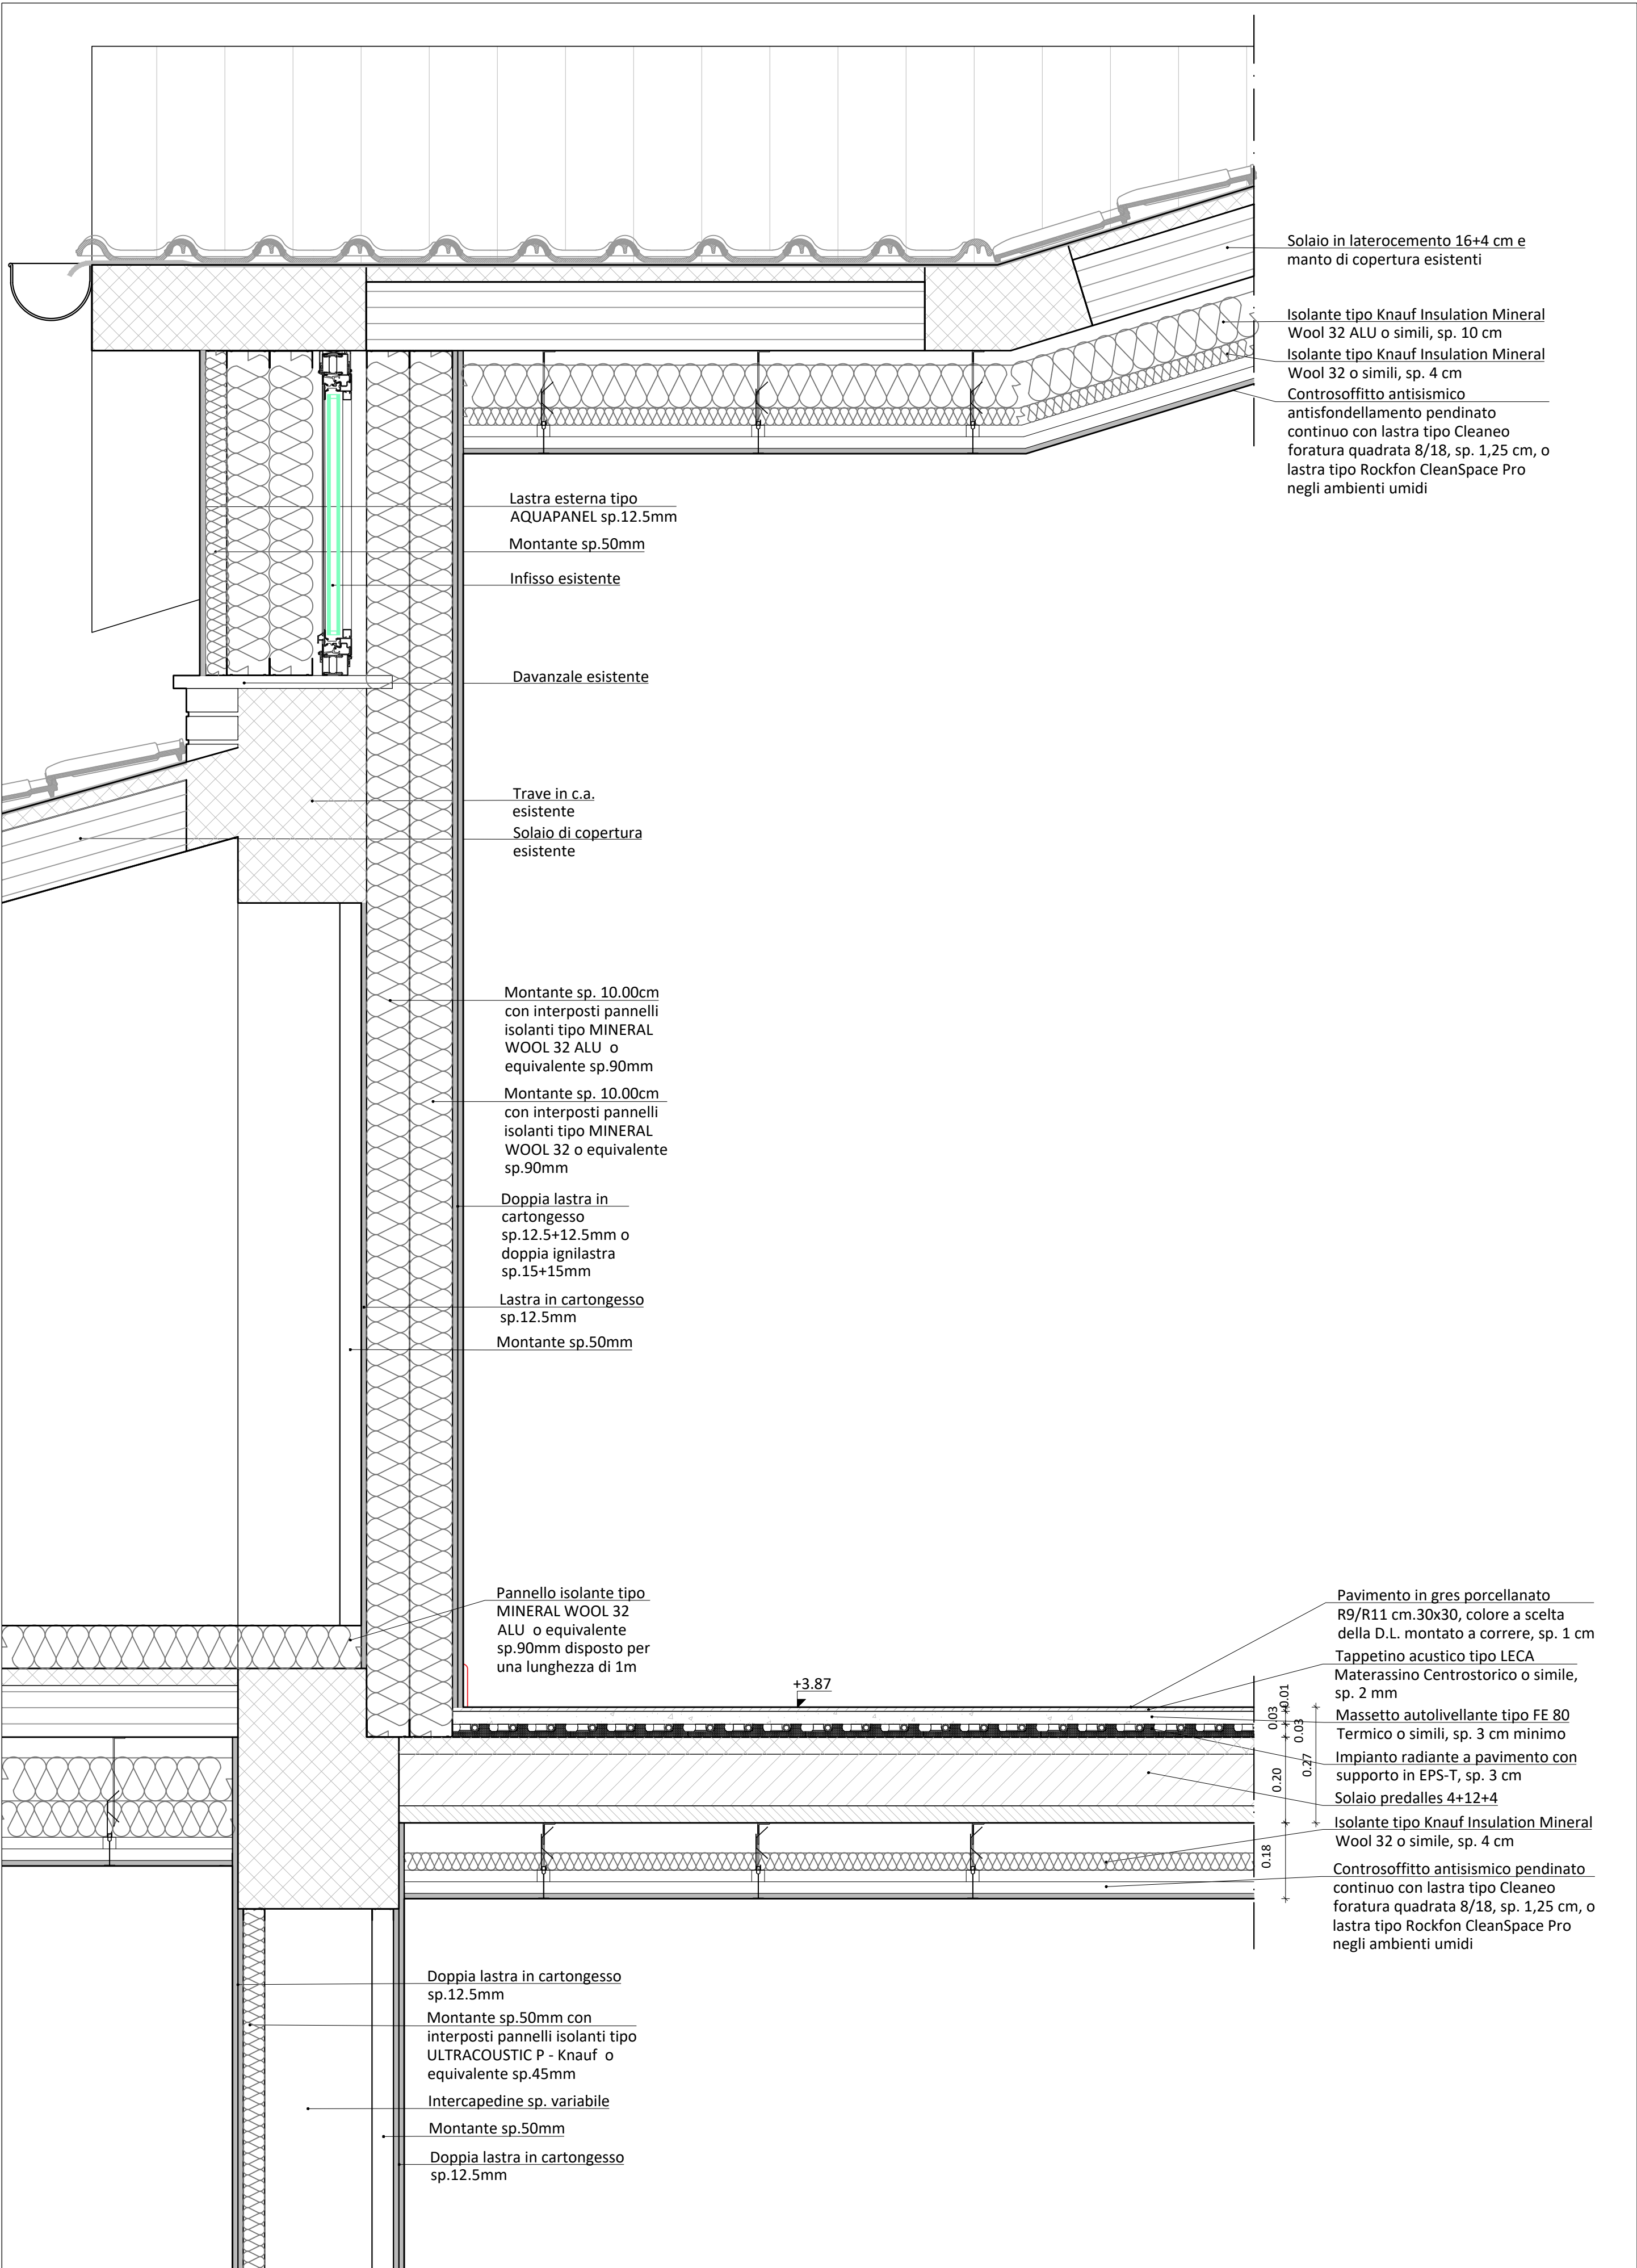 Solaio in laterocemento 16+4 cm e
manto di copertura esistenti
Isolante tipo Knauf Insulation Mineral
Wool 32 ALU o simili, sp. 10 cm
Isolante tipo Knauf Insulation Mineral
Wool 32 o simili, sp. 4 cm
Controsoffitto antisismico
antisfondellamento pendinato
continuo con lastra tipo Cleaneo
foratura quadrata 8/18, sp. 1,25 cm, o
lastra tipo Rockfon CleanSpace Pro
negli ambienti umidi
Lastra esterna tipo
AQUAPANEL sp.12.5mm
Montante sp.50mm
Infisso esistente
Davanzale esistente
Trave in c.a.
esistente
Solaio di copertura
esistente
Montante sp. 10.00cm
con interposti pannelli
isolanti tipo MINERAL
WOOL 32 ALU o
equivalente sp.90mm
Montante sp. 10.00cm
con interposti pannelli
isolanti tipo MINERAL
WOOL 32 o equivalente
sp.90mm
Doppia lastra in
cartongesso
sp.12.5+12.5mm o
doppia ignilastra
sp.15+15mm
Lastra in cartongesso
sp.12.5mm
Montante sp.50mm
Pannello isolante tipo
MINERAL WOOL 32
ALU o equivalente
sp.90mm disposto per
una lunghezza di 1m
+3.87
Pavimento in gres porcellanato
R9/R11 cm.30x30, colore a scelta
della D.L. montato a correre, sp. 1 cm
Tappetino acustico tipo LECA
Materassino Centrostorico o simile,
sp. 2 mm
Massetto autolivellante tipo FE 80
Termico o simili, sp. 3 cm minimo
Impianto radiante a pavimento con
supporto in EPS-T, sp. 3 cm
Solaio predalles 4+12+4
Isolante tipo Knauf Insulation Mineral
Wool 32 o simile, sp. 4 cm
Controsoffitto antisismico pendinato
continuo con lastra tipo Cleaneo
foratura quadrata 8/18, sp. 1,25 cm, o
lastra tipo Rockfon CleanSpace Pro
negli ambienti umidi
0.01
0.03
0.03
0.27
0.20
0.18
Doppia lastra in cartongesso
sp.12.5mm
Montante sp.50mm con
interposti pannelli isolanti tipo
ULTRACOUSTIC P - Knauf o
equivalente sp.45mm
Intercapedine sp. variabile
Montante sp.50mm
Doppia lastra in cartongesso
sp.12.5mm